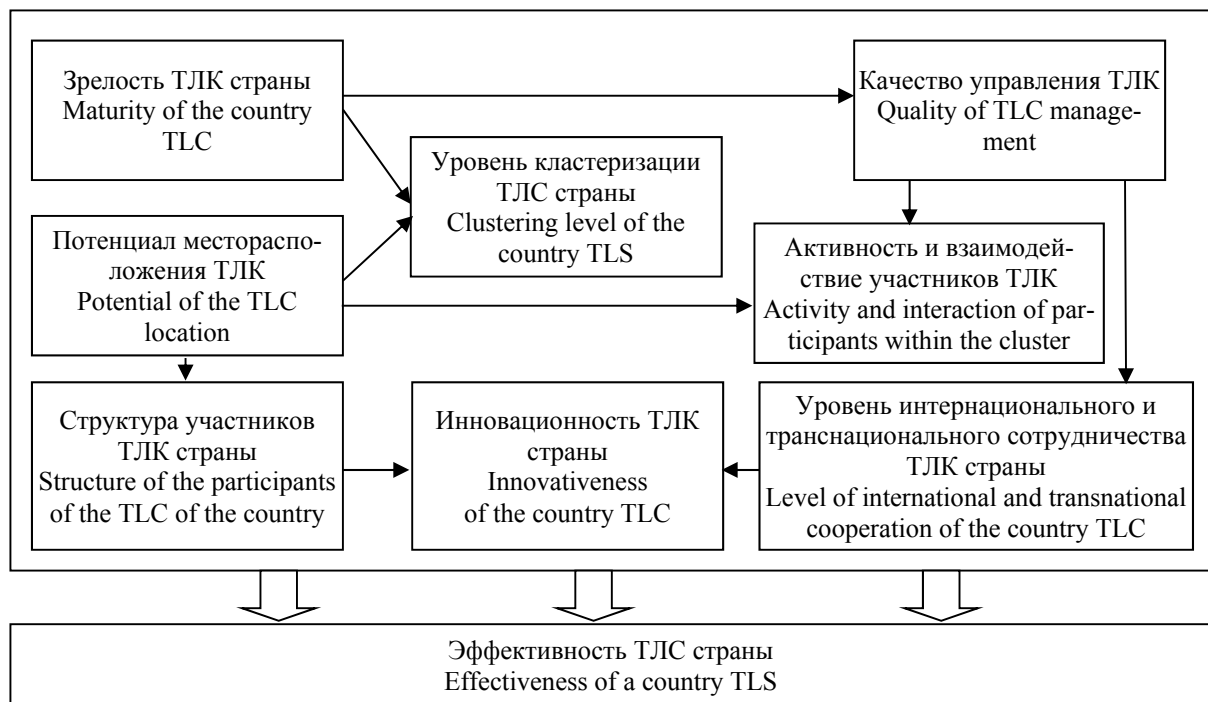 Зрелость ТЛК страны
Maturity of the country
TLC
Качество управления ТЛК
Quality of TLC manage-
ment
Уровень кластеризации
ТЛС страны
Clustering level of the
country TLS
Потенциал местораспо-
ложения ТЛК
Potential of the TLC
location
Активность и взаимодей-
ствие участников ТЛК
Activity and interaction of par-
ticipants within the cluster
Структура участников
ТЛК страны
Structure of the participants
of the TLC of the country
Инновационность ТЛК
страны
Innovativeness
of the country TLC
Уровень интернационального и
транснационального сотрудничества
ТЛК страны
Level of international and transnational
cooperation of the country TLC
Эффективность ТЛС страны
Effectiveness of a country TLS